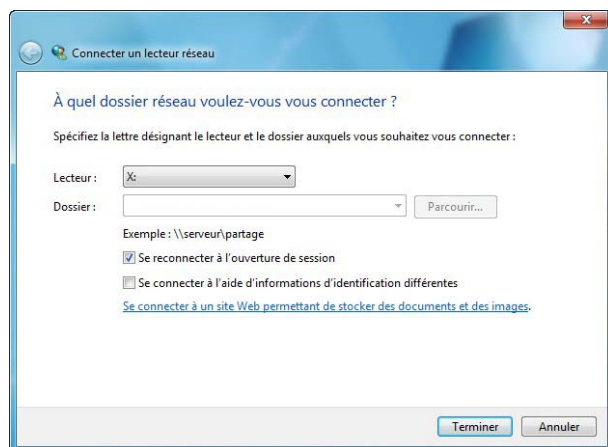 Connecter un lecteur réseau
À quel dossier réseau voulez-vous vous connecter ?
Spécifiez la lettre désignant le lecteur et le dossier auxquels vous souhaitez vous connecter :
Lecteur : X:
Dossier : Parcourir...
Exemple : \\serveur\partage
Se reconnecter à l'ouverture de session
Se connecter à l'aide d'informations d'identification différentes
Se connecter à un site Web permettant de stocker des documents et des images.
Terminer Annuler